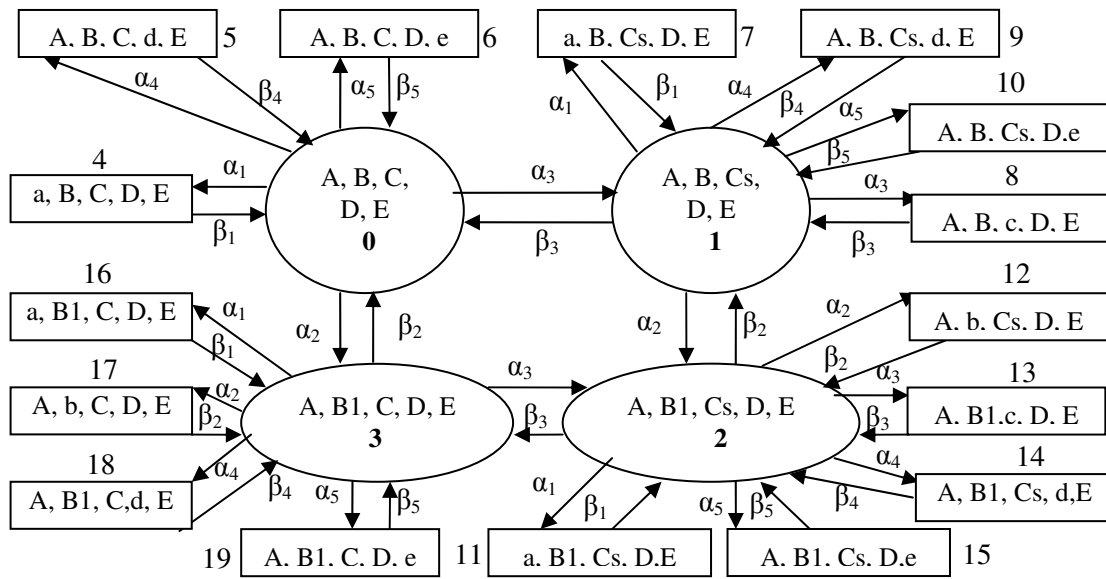 A, B, C, d, E 5
A, B, C, D, e 6
a, B, Cs, D, E 7
A, B, Cs, d, E 9
α4
β4
α5
β5
α1
β1
α4
β4
α5
10
A, B, Cs, D,e
β5
4
a, B, C, D, E
α1
β1
A, B, C,
D, E
0
α3
β3
A, B, Cs,
D, E
1
α3
8
A, B, c, D, E
β3
16
a, B1, C, D, E
α1
β1
α2
β2
α2
β2
α2
12
A, b, Cs, D, E
β2
17
A, b, C, D, E
α2
β2
A, B1, C, D, E
3
α3
β3
A, B1, Cs, D, E
2
α3
13
A, B1,c, D, E
β3
18
A, B1, C,d, E
α4
β4
α5
β5
α1
β1
α5
β5
α4
14
A, B1, Cs, d,E
β4
19 A, B1, C, D, e
11 a, B1, Cs, D,E
A, B1, Cs, D,e 15